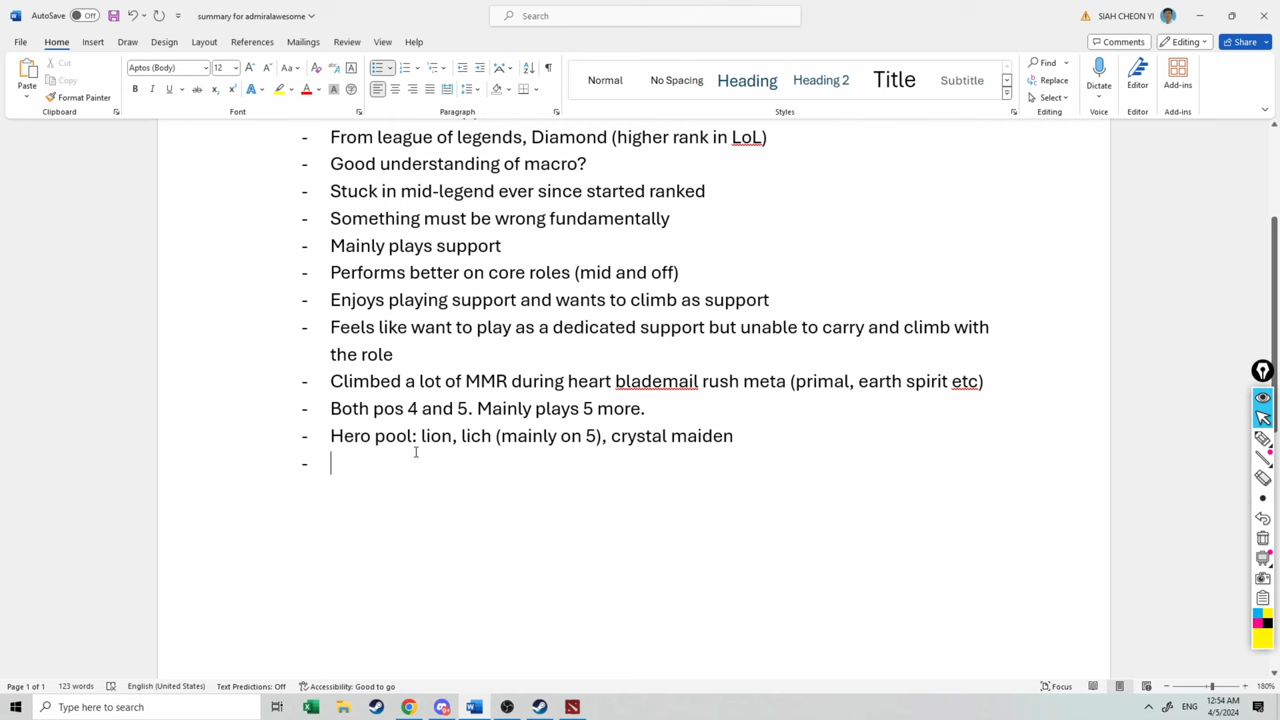 AutoSave Off summary for admiralawesome Search SIAH CHEON YI
File Home Insert Draw Design Layout References Mailings Review View Help Comments Editing Share
Paste Cut Copy Format Painter
Aptos (Body) 12
Normal No Spacing Heading Heading 2 Title Subtitle
Find Replace Select
Dictate Editor Add-ins
Clipboard Font Paragraph Styles Editing Voice Editor Add-ins
- From league of legends, Diamond (higher rank in LoL)
- Good understanding of macro?
- Stuck in mid-legend ever since started ranked
- Something must be wrong fundamentally
- Mainly plays support
- Performs better on core roles (mid and off)
- Enjoys playing support and wants to climb as support
- Feels like want to play as a dedicated support but unable to carry and climb with
the role
- Climbed a lot of MMR during heart blademail rush meta (primal, earth spirit etc)
- Both pos 4 and 5. Mainly plays 5 more.
- Hero pool: lion, lich (mainly on 5), crystal maiden
-
Page 1 of 1 123 words English (United States) Text Predictions: Off Accessibility: Good to go Focus 180%
Type here to search ENG 12:54 AM
4/5/2024